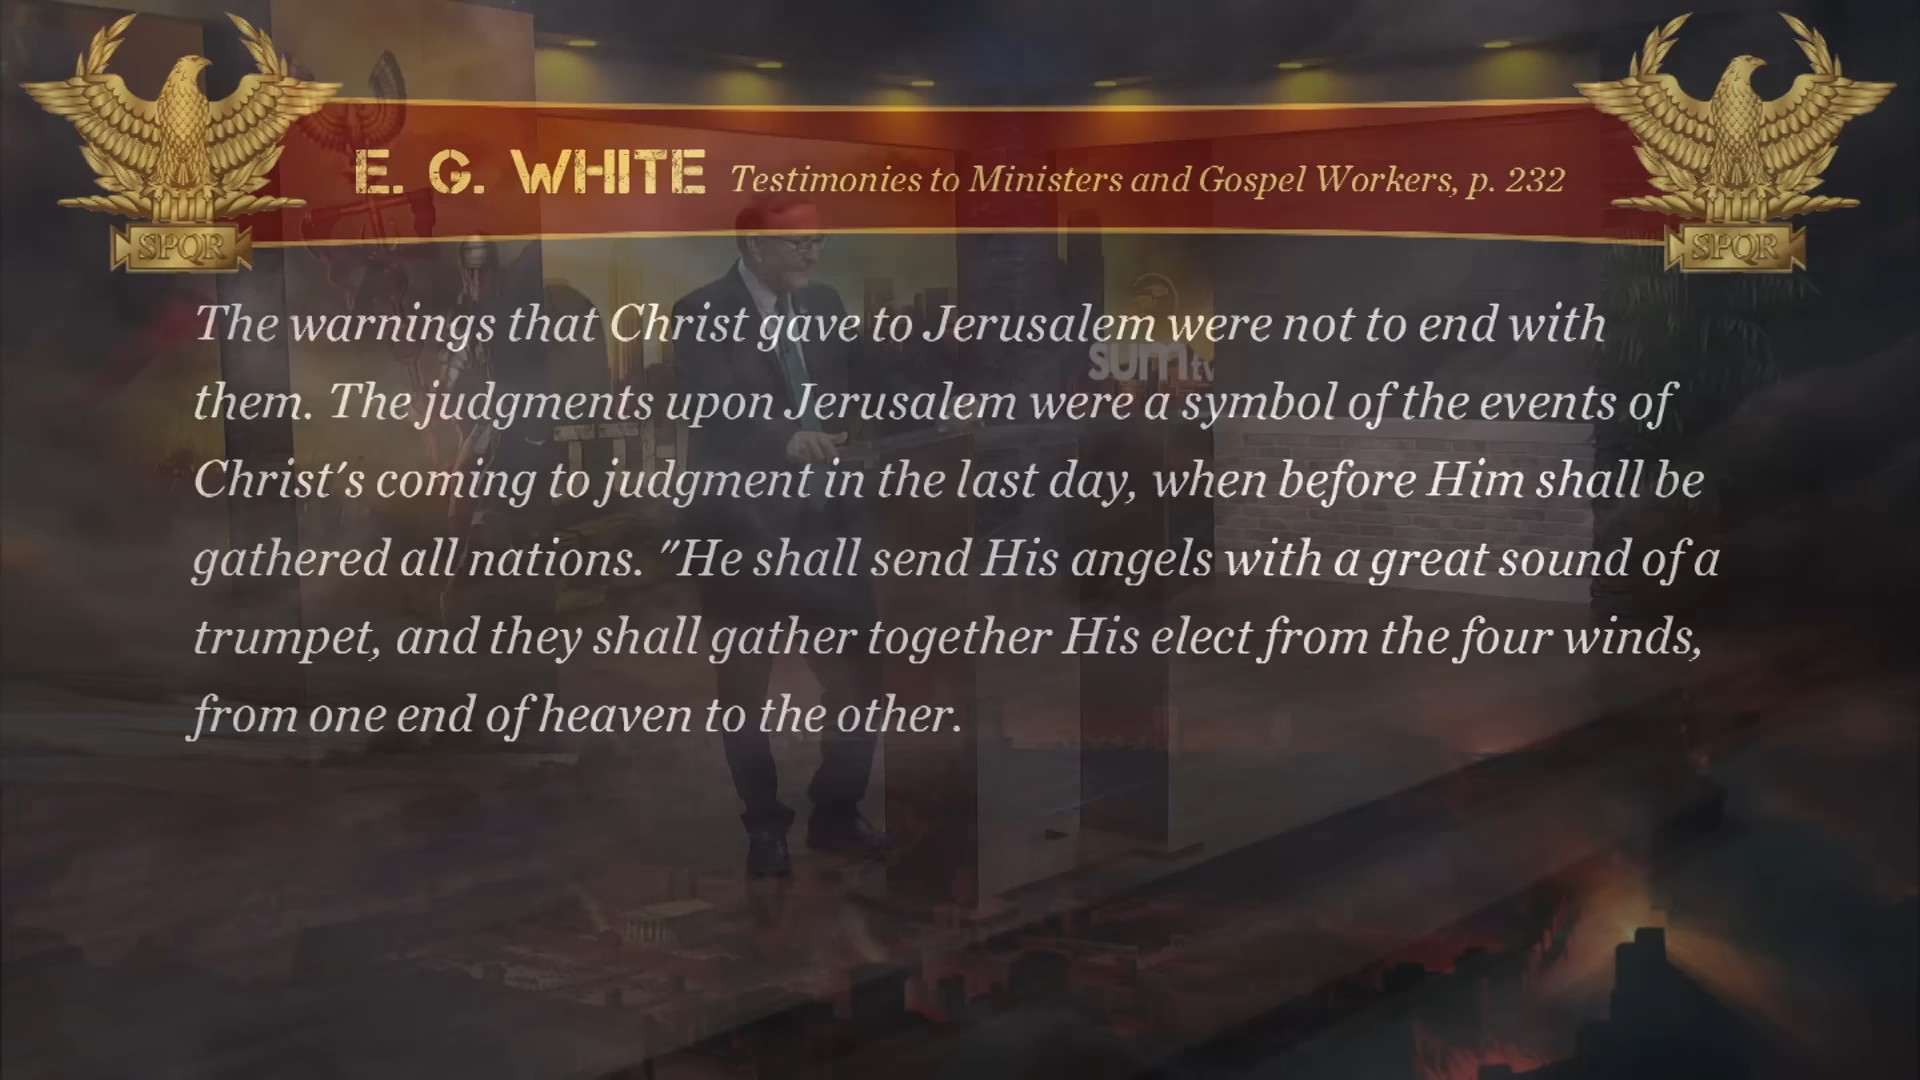 E. G. WHITE Testimonies to Ministers and Gospel Workers, p. 232
SPQR
SPQR
The warnings that Christ gave to Jerusalem were not to end with
sumtv
them. The judgments upon Jerusalem were a symbol of the events of
Christ's coming to judgment in the last day, when before Him shall be
gathered all nations. "He shall send His angels with a great sound of a
trumpet, and they shall gather together His elect from the four winds,
from one end of heaven to the other.